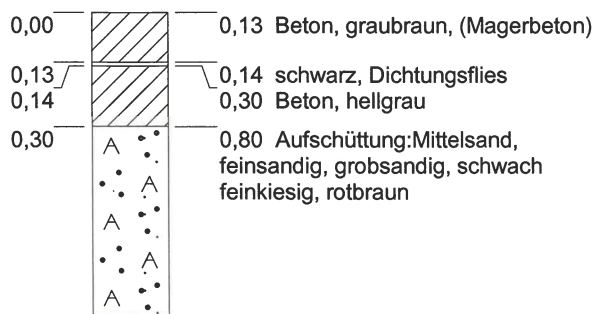 0,00 0,13 Beton, graubraun, (Magerbeton)
0,13 0,14 schwarz, Dichtungsflies
0,14 0,30 Beton, hellgrau
0,30 0,80 Aufschüttung:Mittelsand,
feinsandig, grobsandig, schwach
feinkiesig, rotbraun
A
A
A
A
A
A